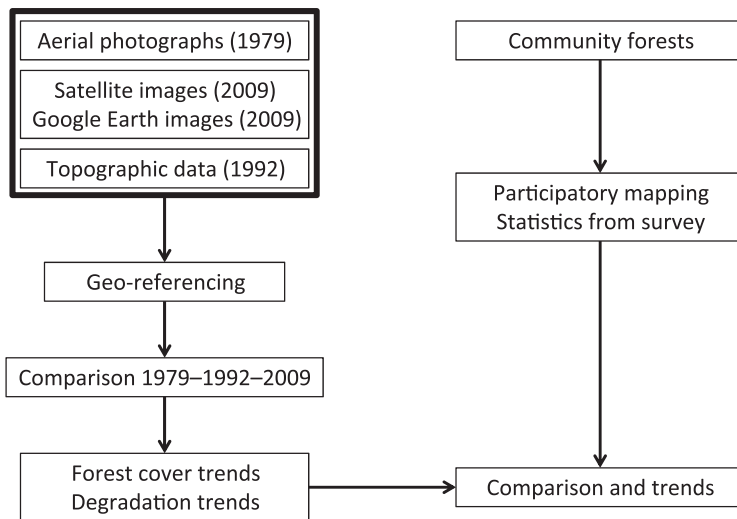 Aerial photographs (1979)
Satellite images (2009)
Google Earth images (2009)
Topographic data (1992)
Geo-referencing
Comparison 1979–1992–2009
Forest cover trends
Degradation trends
Community forests
Participatory mapping
Statistics from survey
Comparison and trends